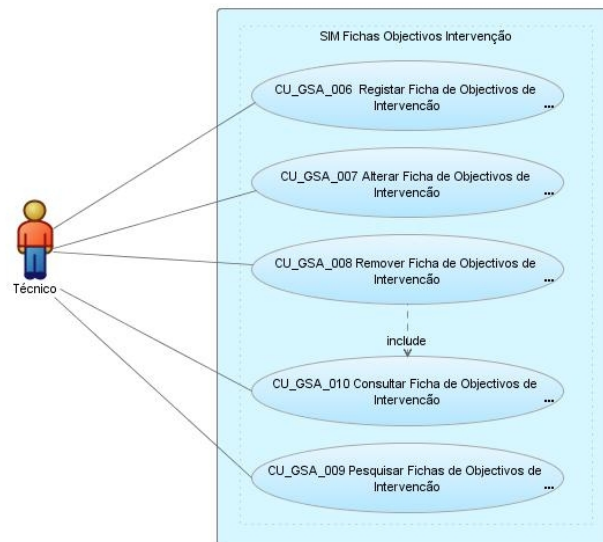 SIM Fichas Objectivos Intervenção
CU_GSA_006 Registar Ficha de Objectivos de
Intervencão
...
CU_GSA_007 Alterar Ficha de Objectivos de
Intervencão
...
CU_GSA_008 Remover Ficha de Objectivos de
Intervencão
...
Técnico
include
CU_GSA_010 Consultar Ficha de Objectivos de
Intervencão
...
CU_GSA_009 Pesquisar Fichas de Objectivos de
Intervencão
...